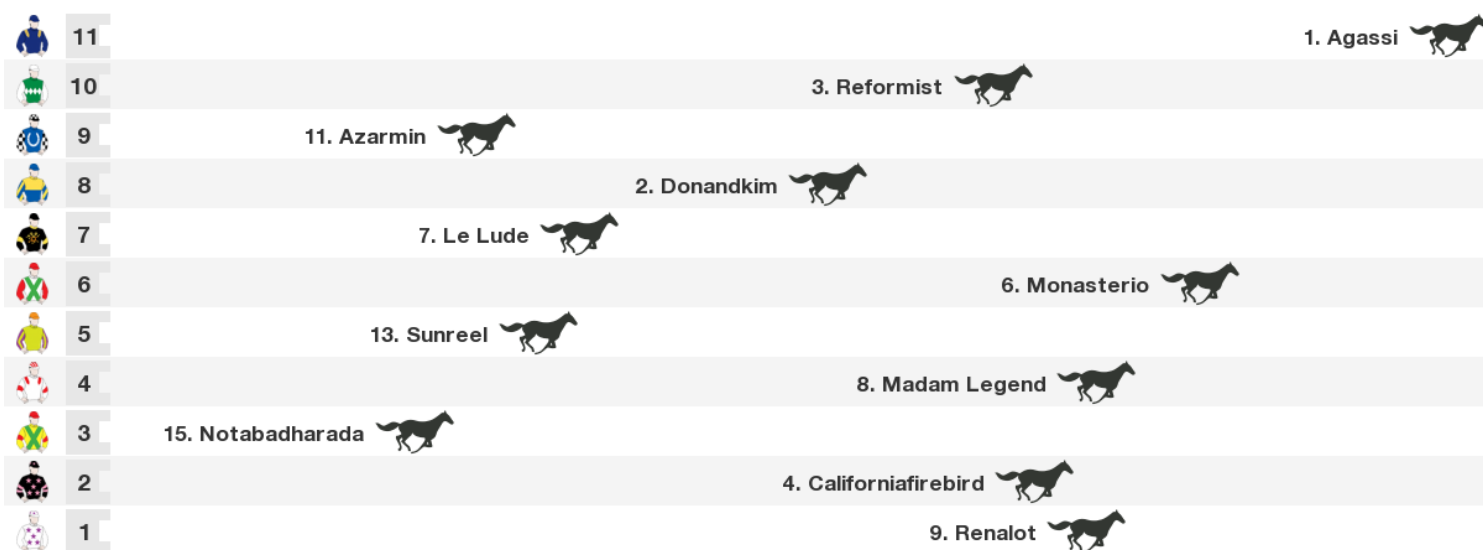 11 1. Agassi
10 3. Reformist
9 11. Azarmin
8 2. Donandkim
7 7. Le Lude
6 6. Monasterio
5 13. Sunreel
4 8. Madam Legend
3 15. Notabadharada
2 4. Californiafirebird
1 9. Renalot